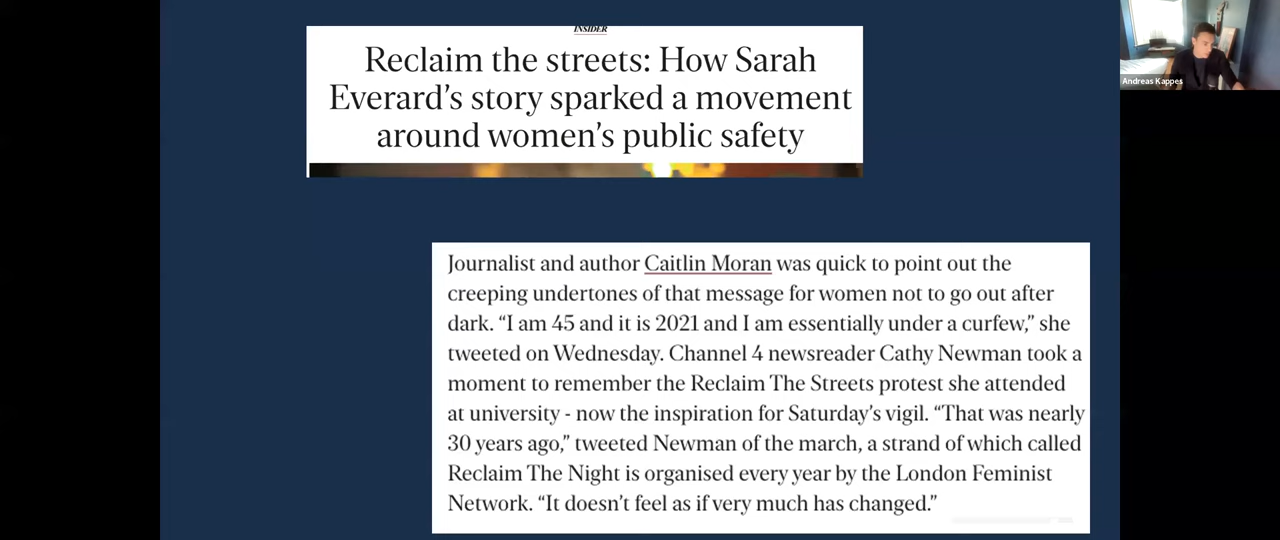 INSIDER
Reclaim the streets: How Sarah
Everard’s story sparked a movement
around women’s public safety
Andreas Kappes
Journalist and author Caitlin Moran was quick to point out the
creeping undertones of that message for women not to go out after
dark. “I am 45 and it is 2021 and I am essentially under a curfew,” she
tweeted on Wednesday. Channel 4 newsreader Cathy Newman took a
moment to remember the Reclaim The Streets protest she attended
at university - now the inspiration for Saturday’s vigil. “That was nearly
30 years ago,” tweeted Newman of the march, a strand of which called
Reclaim The Night is organised every year by the London Feminist
Network. “It doesn’t feel as if very much has changed.”